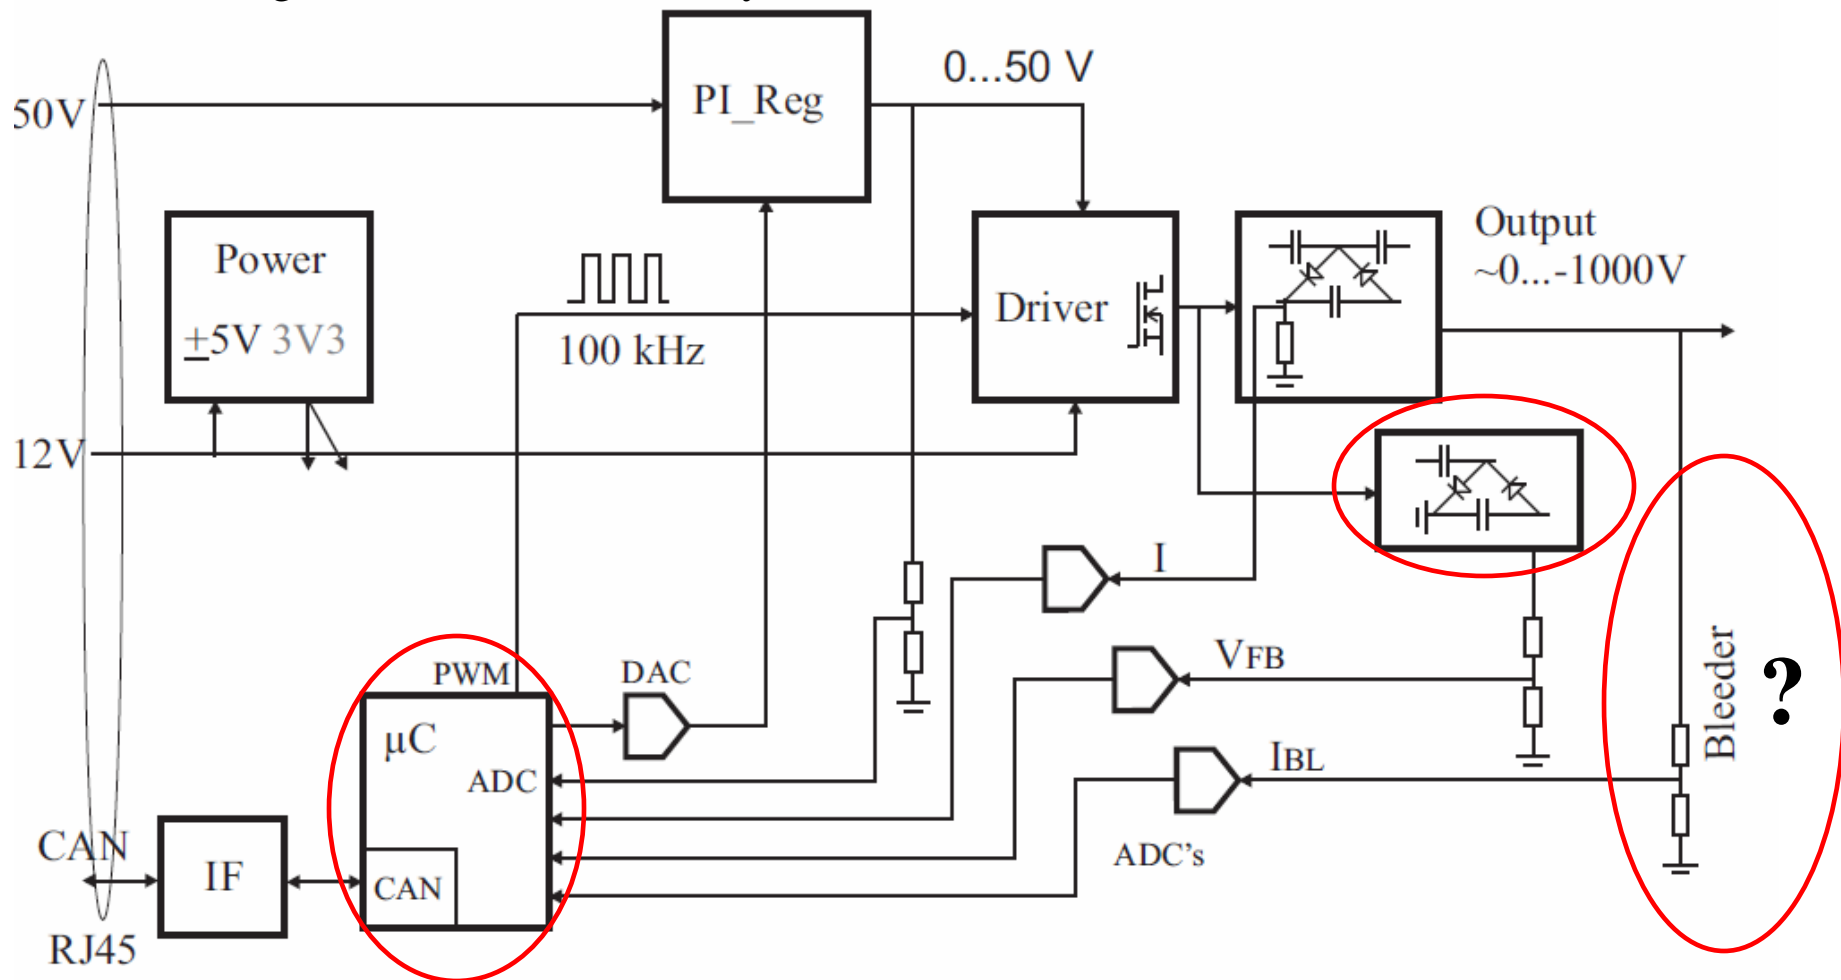 50V
PI_Reg
0...50 V
Power
±5V 3V3
100 kHz
Driver
Output
~0...-1000V
12V
I
VFB
Bleeder
?
PWM
DAC
µC
ADC
IBL
ADC's
CAN
IF
CAN
RJ45